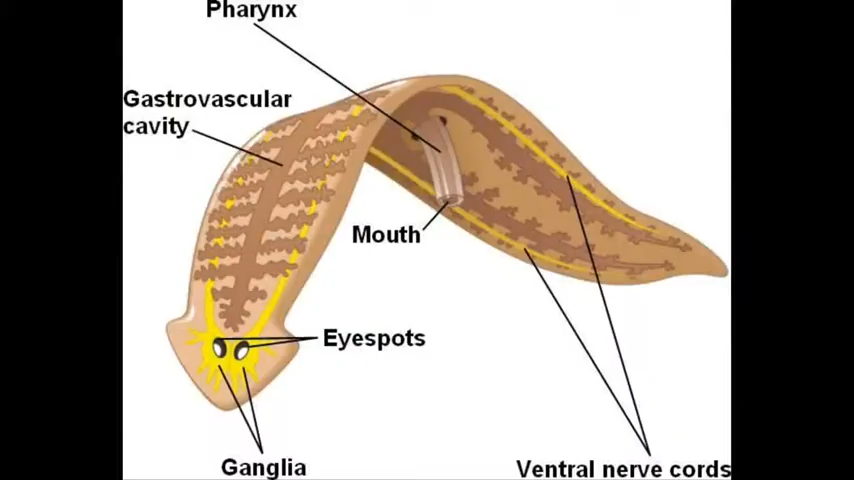 Pharynx
Gastrovascular
cavity
Mouth
Eyespots
Ganglia
Ventral nerve cords